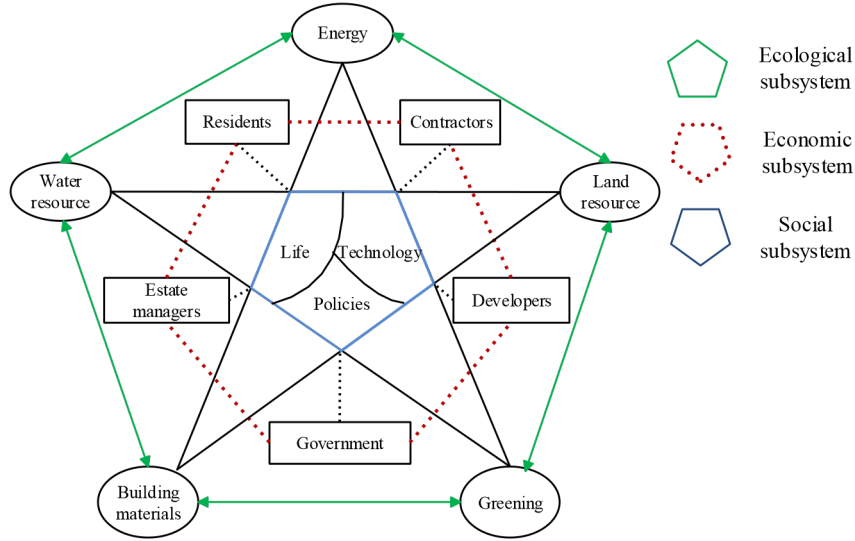 Energy
Ecological
subsystem
Residents
Contractors
Economic
subsystem
Water
resource
Land
resource
Social
subsystem
Life
Technology
Estate
managers
Policies
Developers
Government
Building
materials
Greening